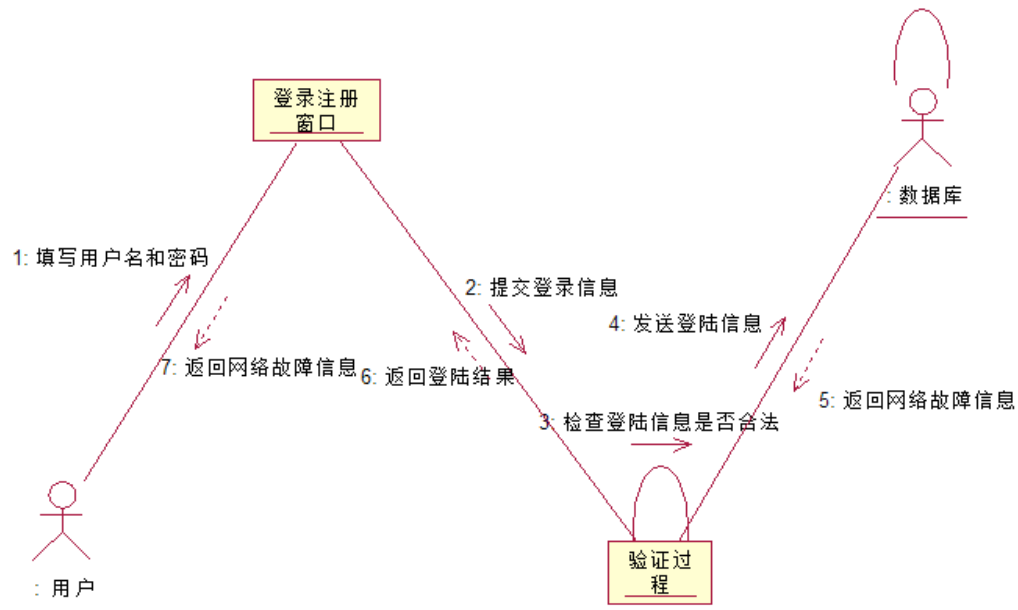 登录注册
窗口
: 数据库
1: 填写用户名和密码
2: 提交登录信息
4: 发送登陆信息
7: 返回网络故障信息
6: 返回登陆结果
5: 返回网络故障信息
3: 检查登陆信息是否合法
验证过
程
: 用户